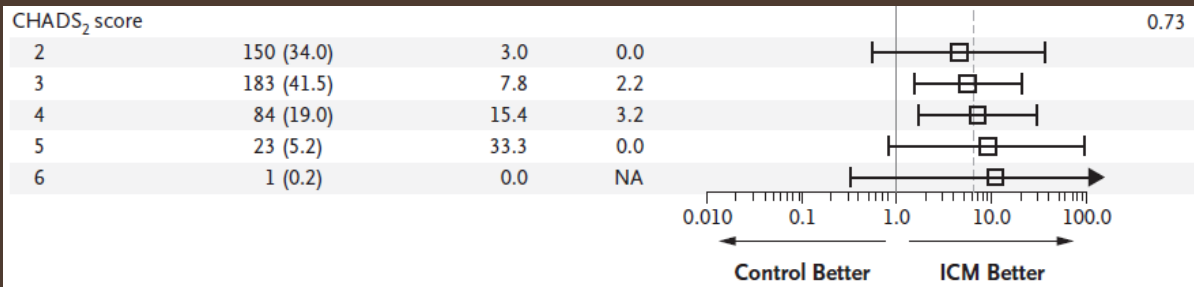 CHADS₂ score 0.73
2 150 (34.0) 3.0 0.0
3 183 (41.5) 7.8 2.2
4 84 (19.0) 15.4 3.2
5 23 (5.2) 33.3 0.0
6 1 (0.2) 0.0 NA
0.010 0.1 1.0 10.0 100.0
Control Better ICM Better